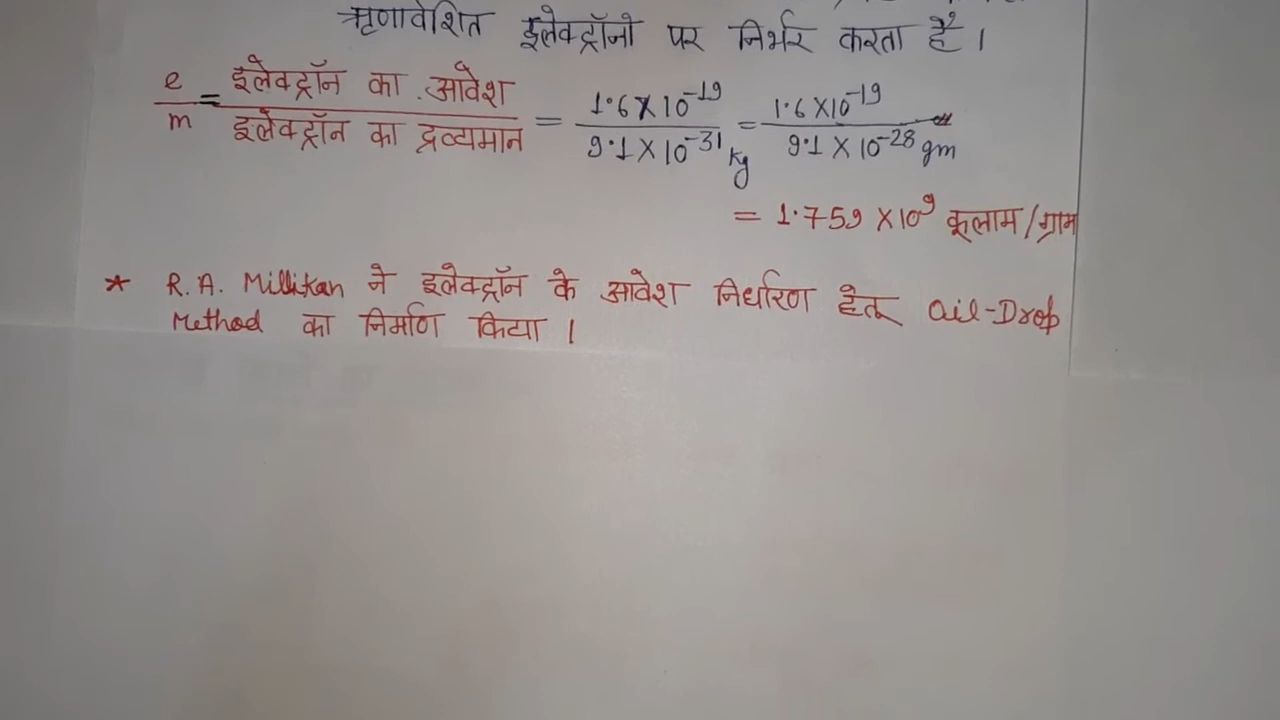 ऋणावेशित इलेक्ट्रॉनो पर निर्भर करता है ।
e/m = इलेक्ट्रॉन का आवेश / इलेक्ट्रॉन का द्रव्यमान = 1.6 X 10^-19 / 9.1 X 10^-31 kg = 1.6 X 10^-19 / 9.1 X 10^-28 gm
= 1.759 X 10^9 कूलाम / ग्राम
* R. A. Millikan ने इलेक्ट्रॉन के आवेश निर्धारण हेतू Oil-Drop
Method का निर्माण किया ।